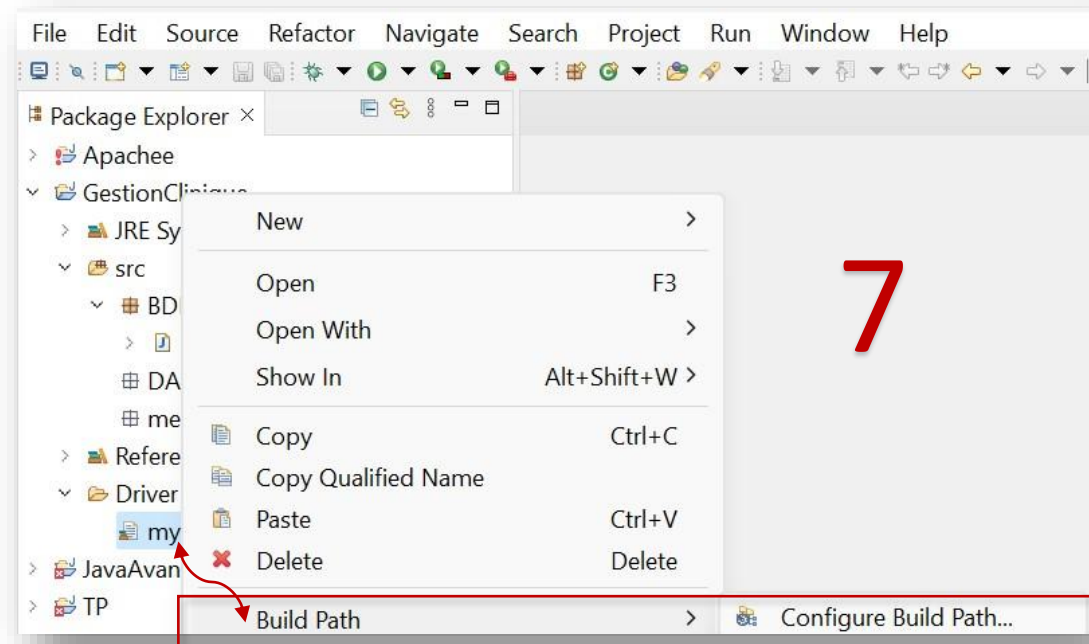 File Edit Source Refactor Navigate Search Project Run Window Help
Package Explorer
Apachee
GestionClinique
JRE Sy
src
BD
DA
me
Refere
Driver
my
JavaAvan
TP
New
Open F3
Open With
Show In Alt+Shift+W
Copy Ctrl+C
Copy Qualified Name
Paste Ctrl+V
Delete Delete
Build Path Configure Build Path...
7